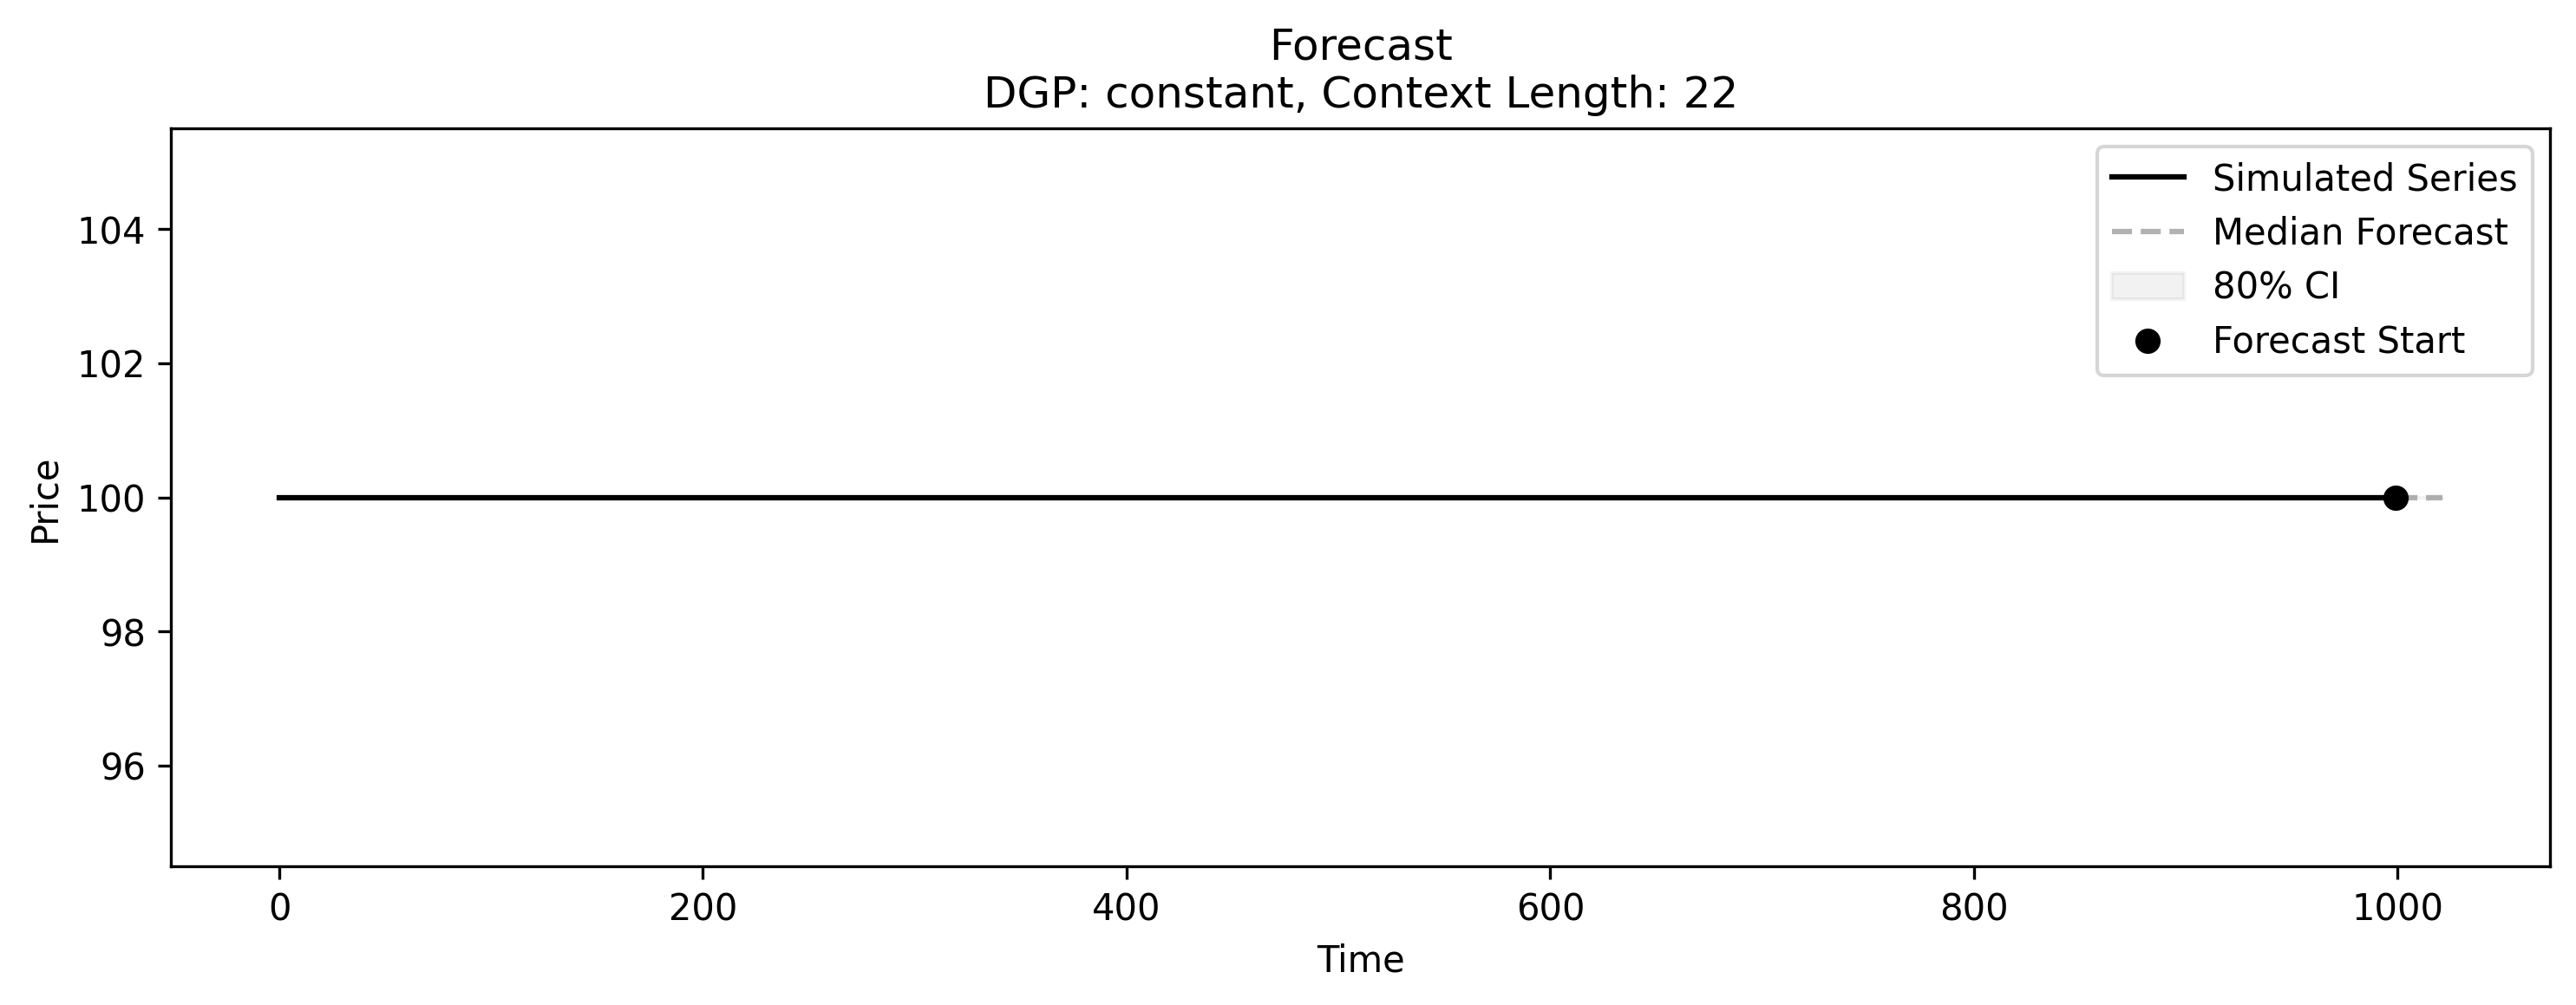 Forecast
DGP: constant, Context Length: 22
Simulated Series
Median Forecast
80% CI
Forecast Start
Price
104
102
100
98
96
0 200 400 600 800 1000
Time